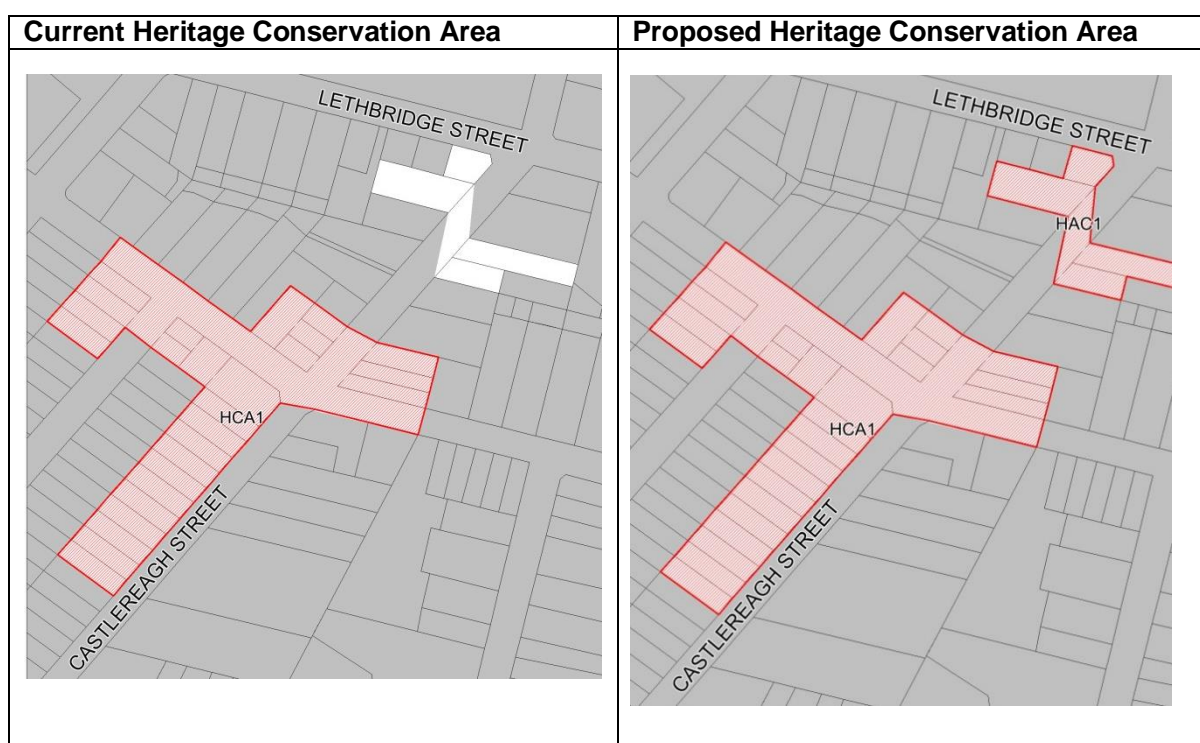 Current Heritage Conservation Area
Proposed Heritage Conservation Area
LETHBRIDGE STREET
HCA1
CASTLEREAGH STREET
LETHBRIDGE STREET
HAC1
HCA1
CASTLEREAGH STREET